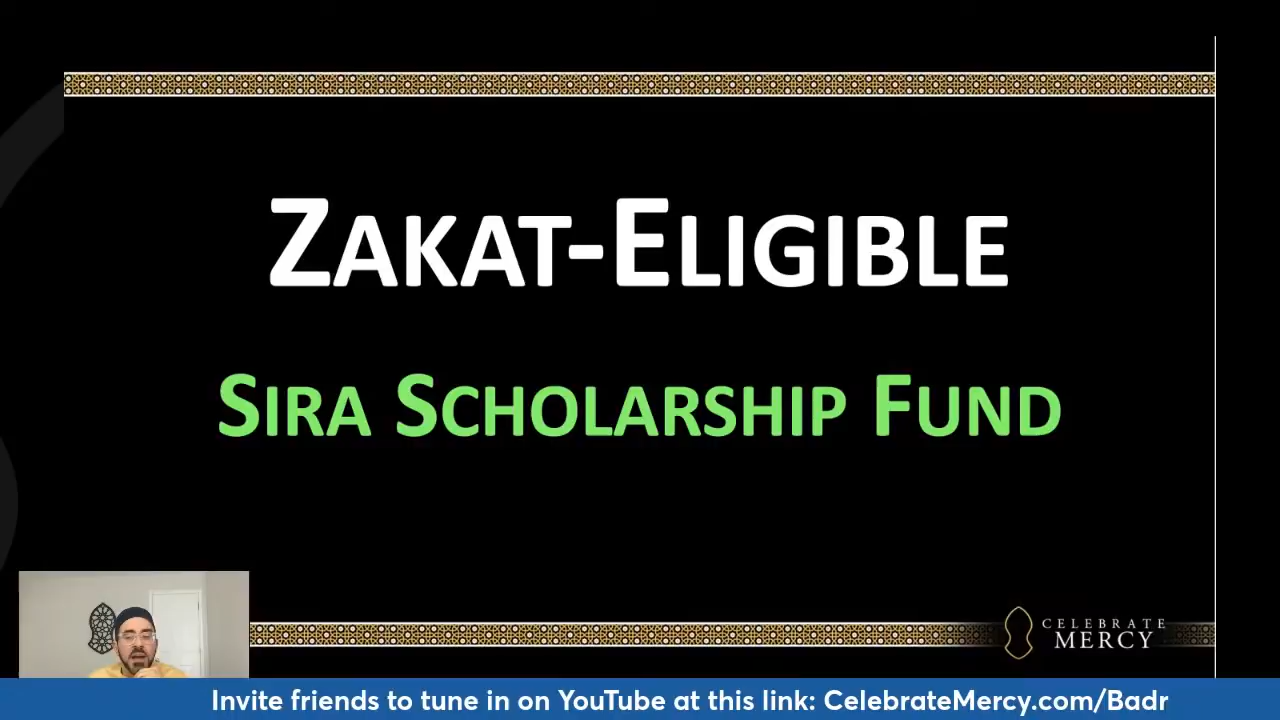 ZAKAT-ELIGIBLE
SIRA SCHOLARSHIP FUND
CELEBRATE
MERCY
Invite friends to tune in on YouTube at this link: CelebrateMercy.com/Badr